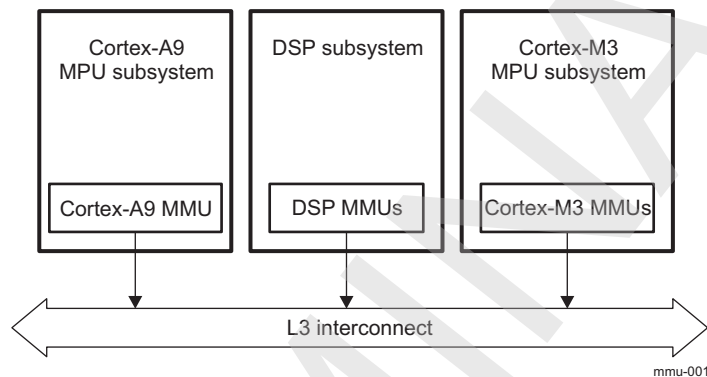 Cortex-A9
MPU subsystem
DSP subsystem
Cortex-M3
MPU subsystem
Cortex-A9 MMU
DSP MMUs
Cortex-M3 MMUs
L3 interconnect
mmu-001